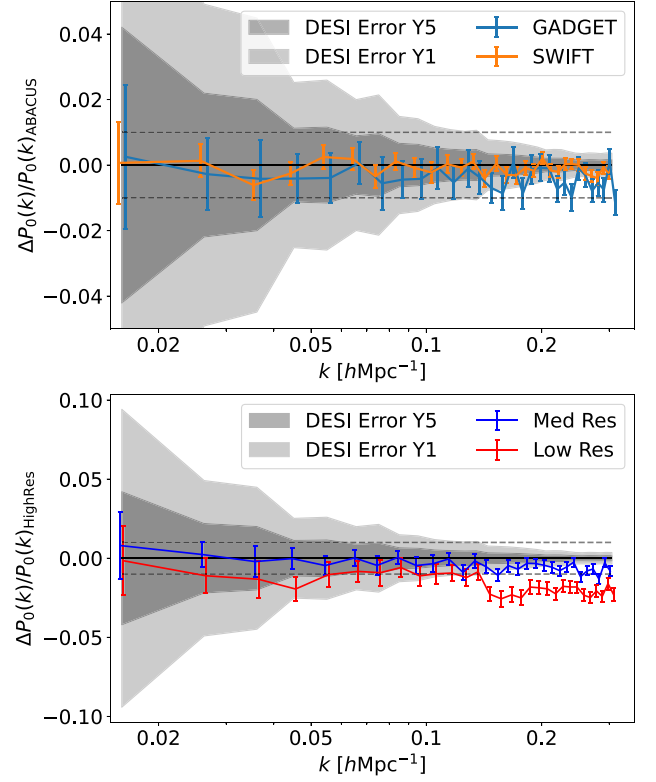 DESI Error Y5 GADGET
DESI Error Y1 SWIFT
0.04
0.02
0.00
−0.02
−0.04
ΔP₀(k)/P₀(k)ABACUS
0.02 0.05 0.1 0.2
k [hMpc⁻¹]
DESI Error Y5 Med Res
DESI Error Y1 Low Res
0.10
0.05
0.00
−0.05
−0.10
ΔP₀(k)/P₀(k)HighRes
0.02 0.05 0.1 0.2
k [hMpc⁻¹]